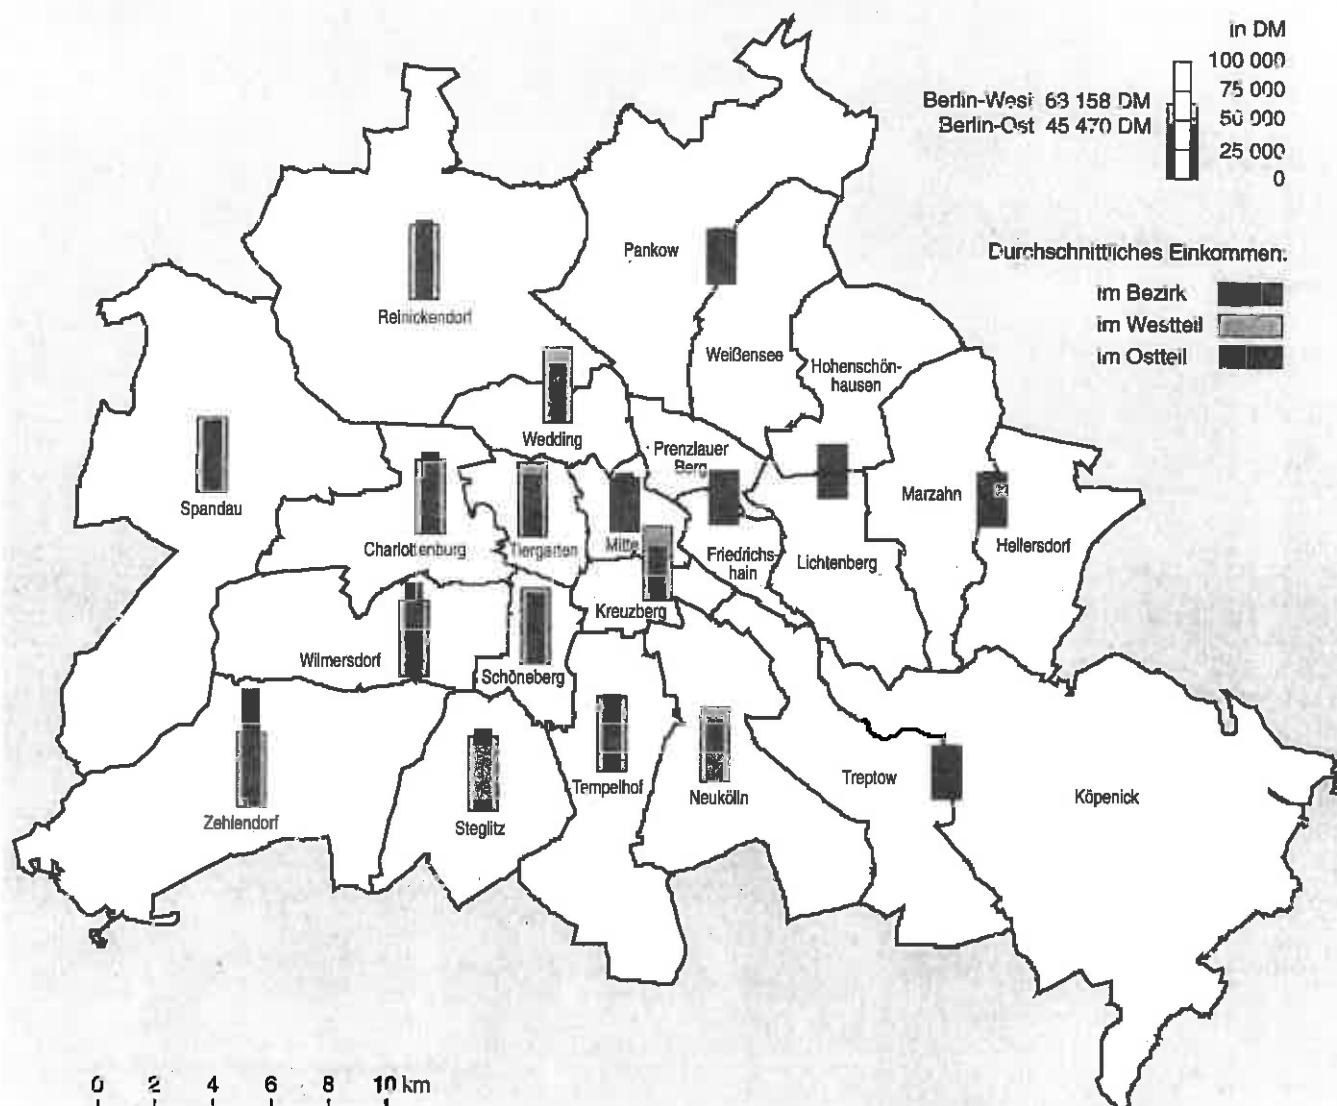 in DM
100 000
75 000
50 000
25 000
0
Berlin-West 63 158 DM
Berlin-Ost 45 470 DM
Durchschnittliches Einkommen:
im Bezirk
im Westteil
im Ostteil
Pankow
Reinickendorf
Weißensee
Hohenschön-
hausen
Wedding
Prenzlauer
Berg
Spandau
Charlottenburg
Tiergarten
Mitte
Friedrichs-
hain
Lichtenberg
Marzahn
Hellersdorf
Kreuzberg
Wilmersdorf
Schöneberg
Zehlendorf
Steglitz
Tempelhof
Neukölln
Treptow
Köpenick
0 2 4 6 8 10 km